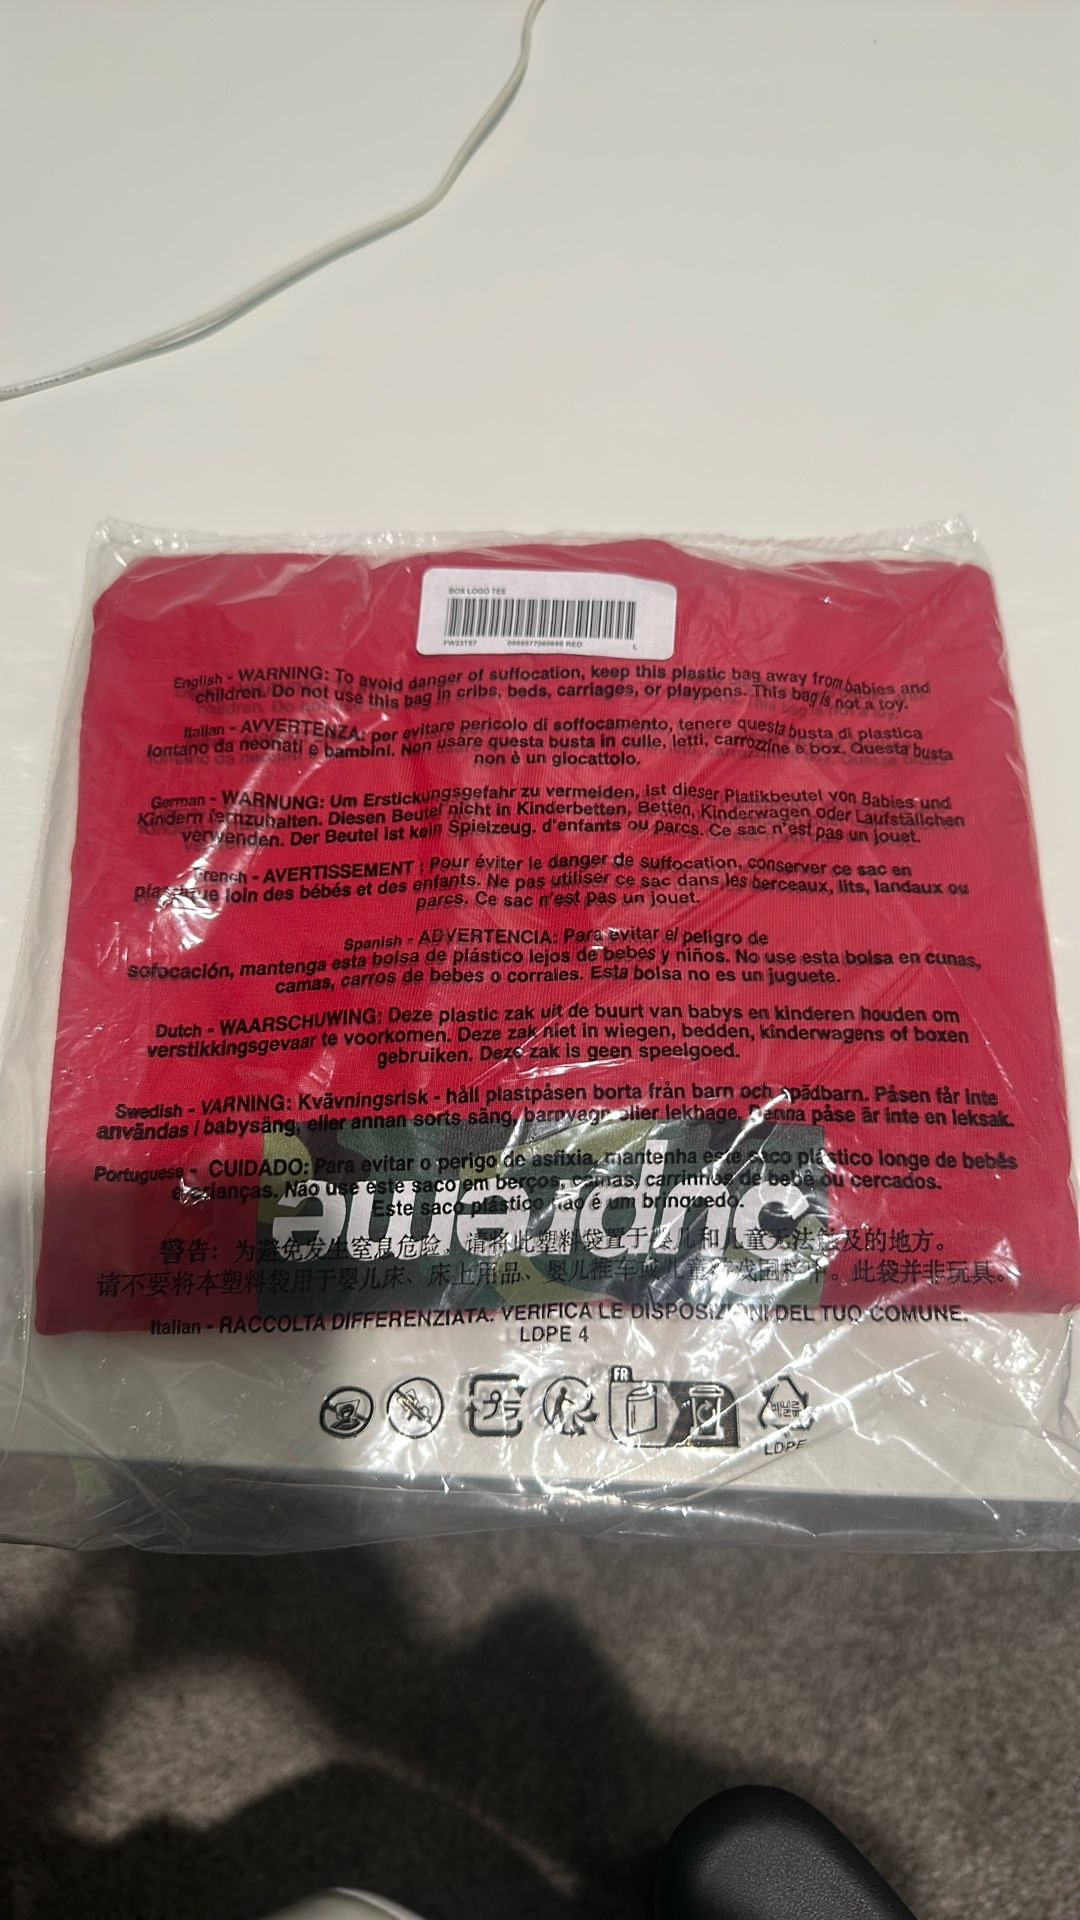 BOX LOGO TEE
FW23T57 RED L
English - WARNING: To avoid danger of suffocation, keep this plastic bag away from babies and
children. Do not use this bag in cribs, beds, carriages, or playpens. This bag is not a toy.
Italian - AVVERTENZA: per evitare pericolo di soffocamento, tenere questa busta di plastica
lontano da neonati e bambini. Non usare questa busta in culle, letti, carrozzine e box. Questa busta
non è un giocattolo.
German - WARNUNG: Um Erstickungsgefahr zu vermeiden, ist dieser Platikbeutel von Babies und
Kindern fernzuhalten. Diesen Beutel nicht in Kinderbetten, Betten, Kinderwagen oder Laufställchen
verwenden. Der Beutel ist kein Spielzeug. d'enfants ou parcs. Ce sac n'est pas un jouet.
French - AVERTISSEMENT : Pour éviter le danger de suffocation, conserver ce sac en
plastique loin des bébés et des enfants. Ne pas utiliser ce sac dans les berceaux, lits, landaux ou
parcs. Ce sac n'est pas un jouet.
Spanish - ADVERTENCIA: Para evitar el peligro de
sofocación, mantenga esta bolsa de plástico lejos de bebes y niños. No use esta bolsa en cunas,
camas, carros de bebes o corrales. Esta bolsa no es un juguete.
Dutch - WAARSCHUWING: Deze plastic zak uit de buurt van babys en kinderen houden om
verstikkingsgevaar te voorkomen. Deze zak niet in wiegen, bedden, kinderwagens of boxen
gebruiken. Deze zak is geen speelgoed.
Swedish - VARNING: Kvävningsrisk - håll plastpåsen borta från barn och spädbarn. Påsen får inte
användas i babysäng, eller annan sorts säng, barnvagn eller lekhage. Denna påse är inte en leksak.
Portuguese - CUIDADO: Para evitar o perigo de asfixia, mantenha este saco plástico longe de bebês
e crianças. Não use este saco em berços, camas, carrinhos de bebê ou cercados.
Este saco plástico não é um brinquedo.
Supreme
警告：为避免发生窒息危险，请将此塑料袋置于婴儿和儿童无法触及的地方。
请不要将本塑料袋用于婴儿床、床上用品、婴儿推车或儿童游戏围栏中。此袋并非玩具。
Italian - RACCOLTA DIFFERENZIATA. VERIFICA LE DISPOSIZIONI DEL TUO COMUNE.
LDPE 4
FR
비닐류
LDPE